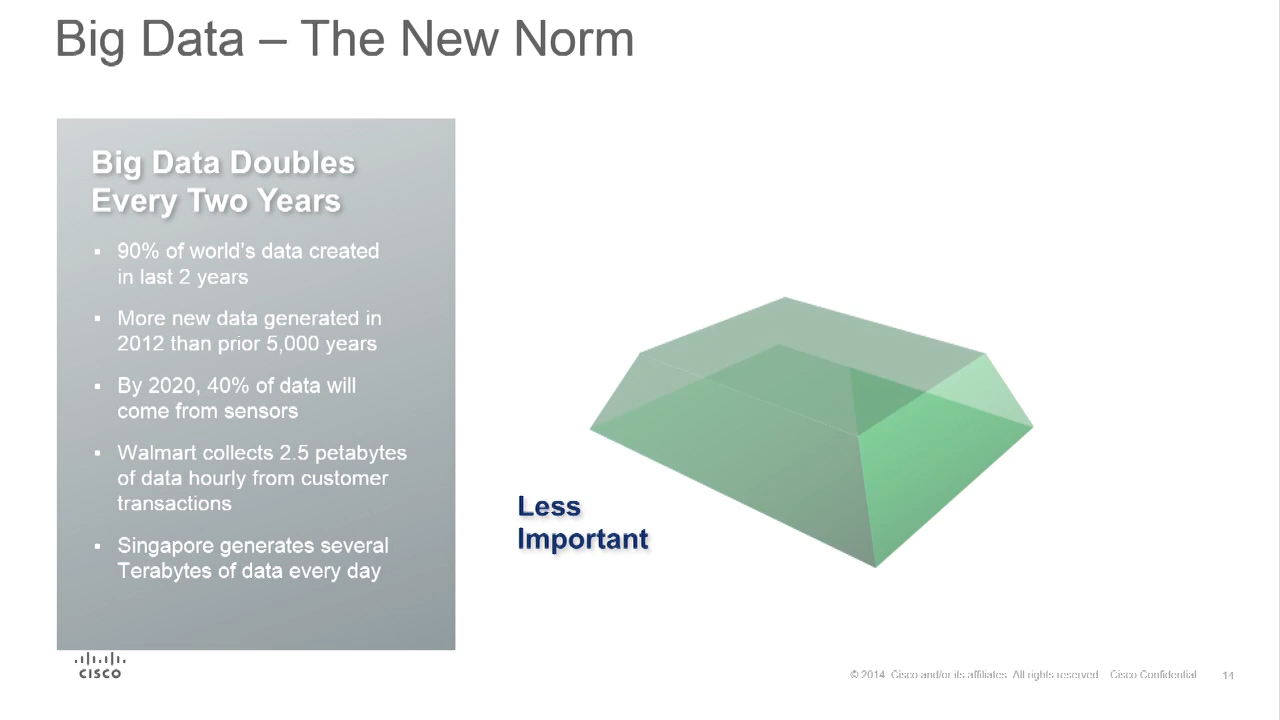 Big Data – The New Norm
Big Data Doubles
Every Two Years
▪ 90% of world's data created
in last 2 years
▪ More new data generated in
2012 than prior 5,000 years
▪ By 2020, 40% of data will
come from sensors
▪ Walmart collects 2.5 petabytes
of data hourly from customer
transactions
▪ Singapore generates several
Terabytes of data every day
Less
Important
CISCO
© 2014 Cisco and/or its affiliates. All rights reserved. Cisco Confidential 14